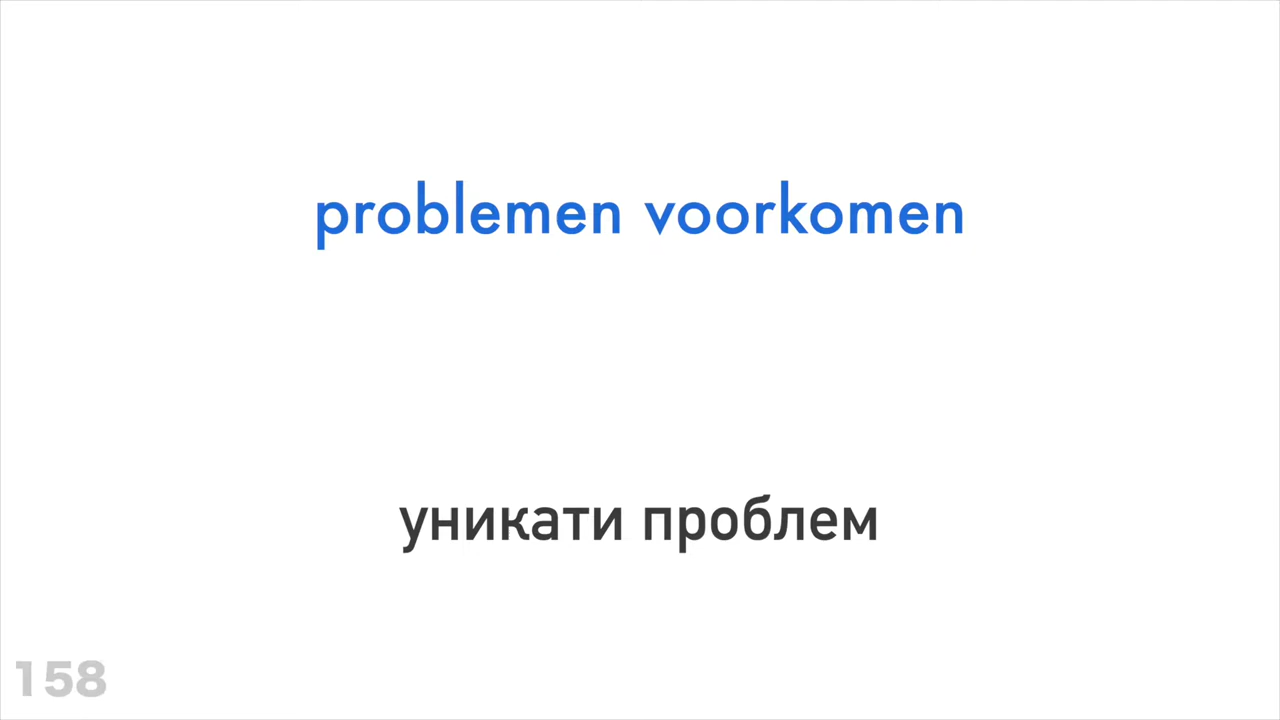 problemen voorkomen
уникати проблем
158